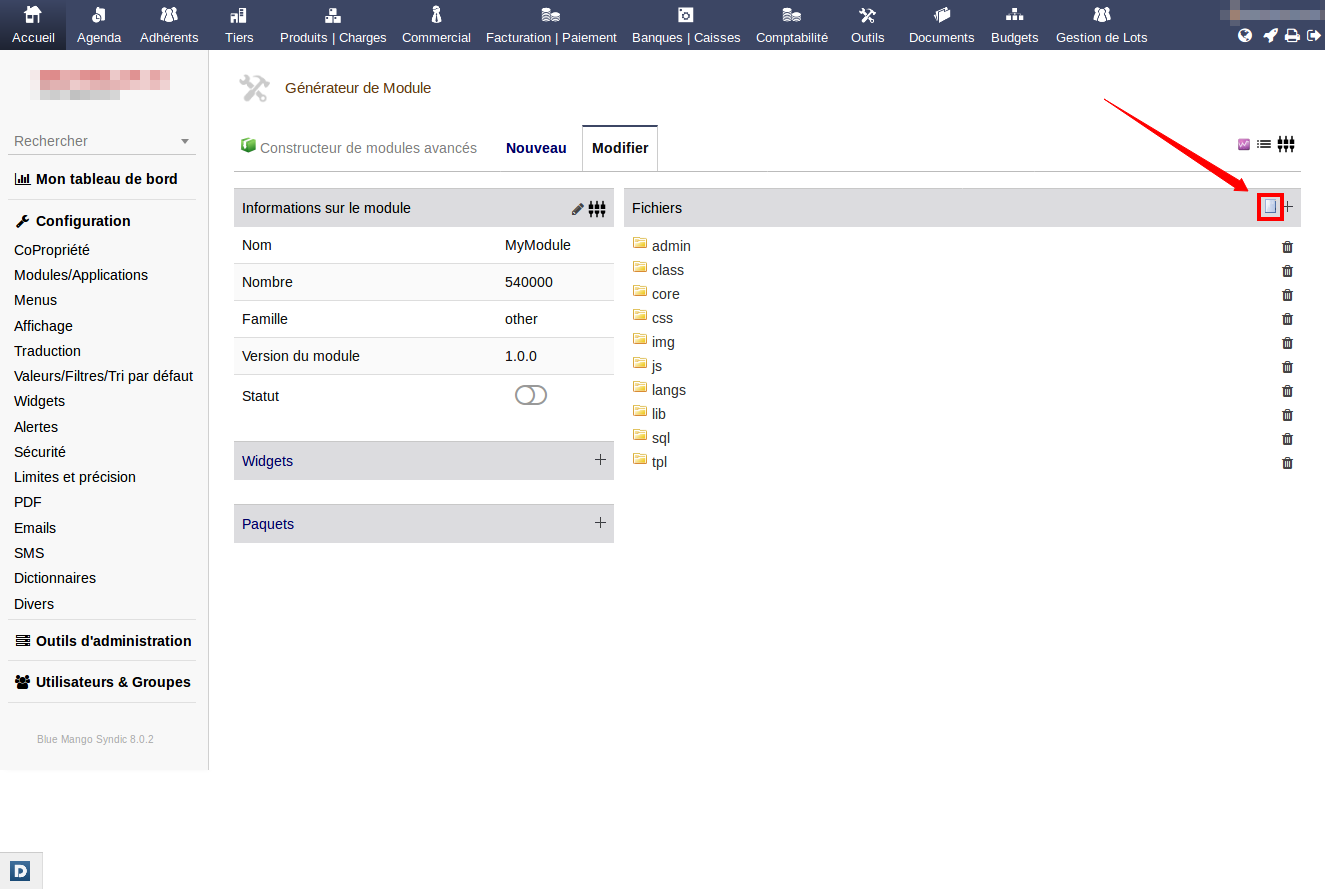 Accueil Agenda Adhérents Tiers Produits | Charges Commercial Facturation | Paiement Banques | Caisses Comptabilité Outils Documents Budgets Gestion de Lots
Rechercher
Mon tableau de bord
Configuration
CoPropriété
Modules/Applications
Menus
Affichage
Traduction
Valeurs/Filtres/Tri par défaut
Widgets
Alertes
Sécurité
Limites et précision
PDF
Emails
SMS
Dictionnaires
Divers
Outils d'administration
Utilisateurs & Groupes
Blue Mango Syndic 8.0.2
Générateur de Module
Constructeur de modules avancés Nouveau Modifier
Informations sur le module
Nom MyModule
Nombre 540000
Famille other
Version du module 1.0.0
Statut
Widgets
Paquets
Fichiers
admin
class
core
css
img
js
langs
lib
sql
tpl
D